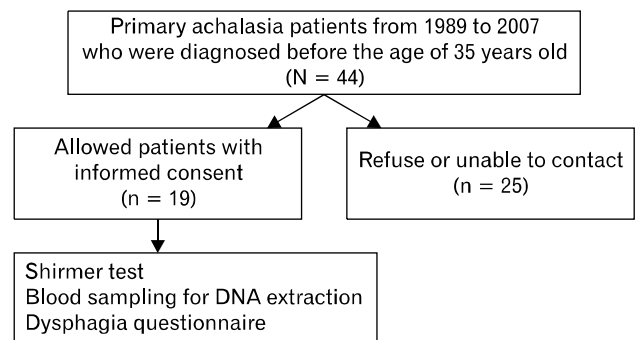 Primary achalasia patients from 1989 to 2007
who were diagnosed before the age of 35 years old
(N = 44)
Allowed patients with
informed consent
(n = 19)
Refuse or unable to contact
(n = 25)
Shirmer test
Blood sampling for DNA extraction
Dysphagia questionnaire